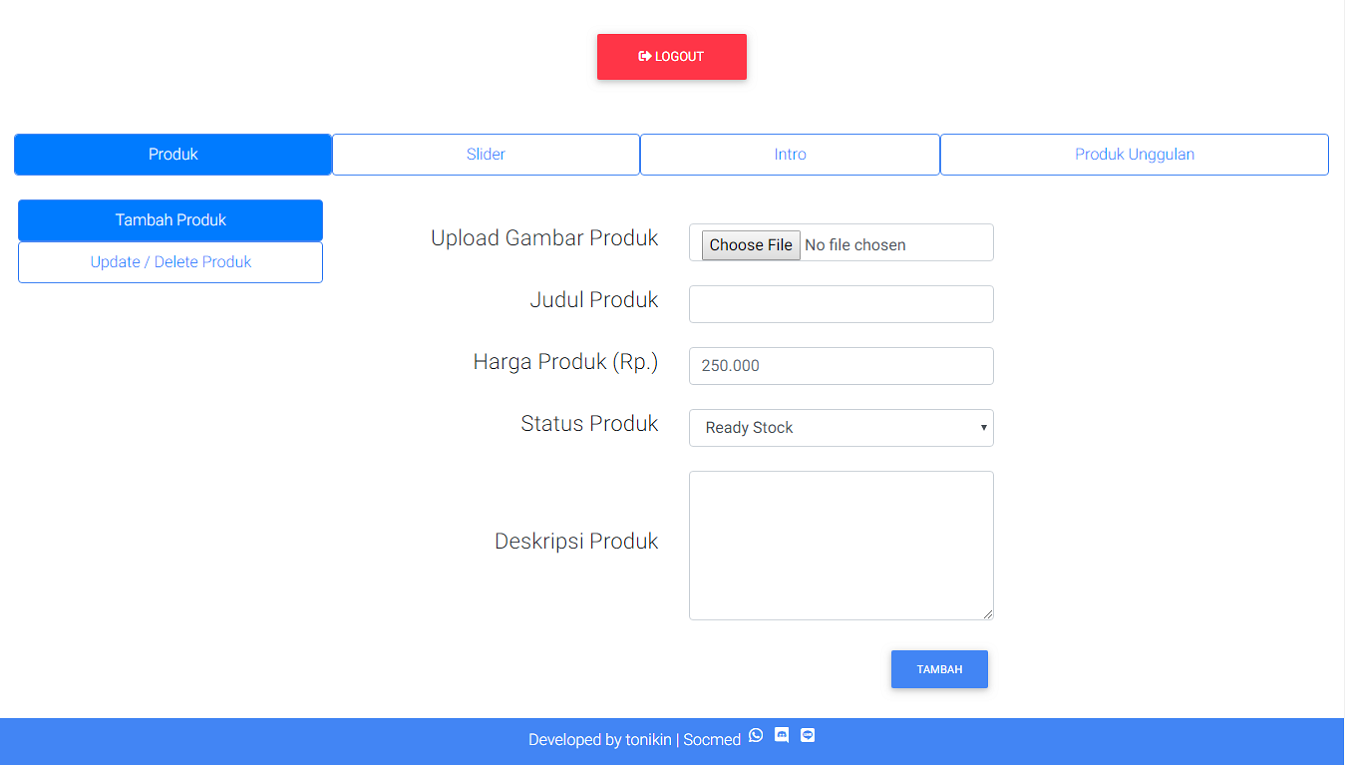 LOGOUT
Produk
Slider
Intro
Produk Unggulan
Tambah Produk
Update / Delete Produk
Upload Gambar Produk
Choose File No file chosen
Judul Produk
Harga Produk (Rp.)
250.000
Status Produk
Ready Stock
Deskripsi Produk
TAMBAH
Developed by tonikin | Socmed